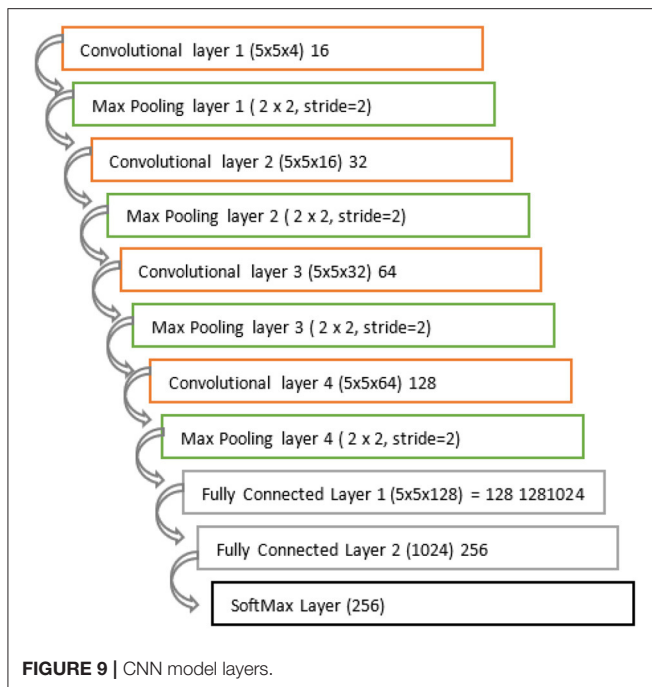 Convolutional layer 1 (5x5x4) 16
Max Pooling layer 1 ( 2 x 2, stride=2)
Convolutional layer 2 (5x5x16) 32
Max Pooling layer 2 ( 2 x 2, stride=2)
Convolutional layer 3 (5x5x32) 64
Max Pooling layer 3 ( 2 x 2, stride=2)
Convolutional layer 4 (5x5x64) 128
Max Pooling layer 4 ( 2 x 2, stride=2)
Fully Connected Layer 1 (5x5x128) = 128 1281024
Fully Connected Layer 2 (1024) 256
SoftMax Layer (256)
FIGURE 9 | CNN model layers.